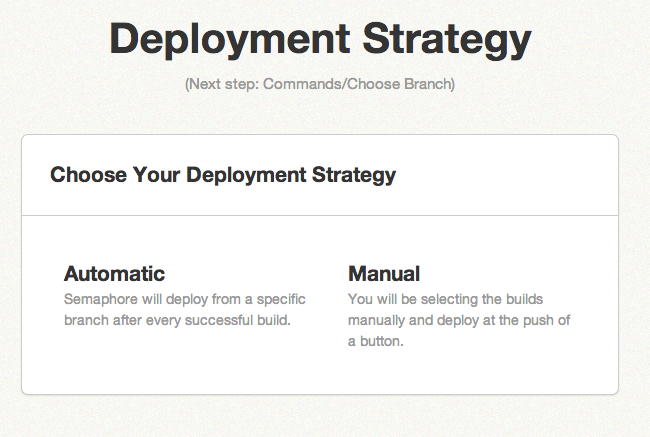 Deployment Strategy
(Next step: Commands/Choose Branch)
Choose Your Deployment Strategy
Automatic
Semaphore will deploy from a specific
branch after every successful build.
Manual
You will be selecting the builds
manually and deploy at the push of
a button.